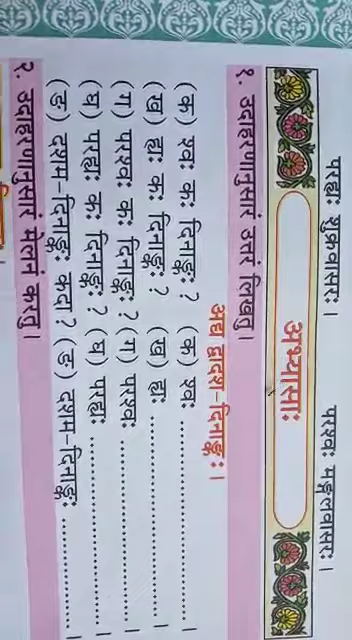 परह्यः शुक्रवासरः। परश्वः मङ्गलवासरः।
अभ्यासः
१. उदाहरणानुसारं उत्तरं लिखतु।
अद्य द्वादश-दिनाङ्कः।
(क) श्वः कः दिनाङ्कः? (क) श्वः ....................।
(ख) ह्यः कः दिनाङ्कः? (ख) ह्यः ....................।
(ग) परश्वः कः दिनाङ्कः? (ग) परश्वः ....................।
(घ) परह्यः कः दिनाङ्कः? (घ) परह्यः ....................।
(ङ) दशम-दिनाङ्कः कदा? (ङ) दशम-दिनाङ्कः ...............।
२. उदाहरणानुसारं मेलनं करोतु।